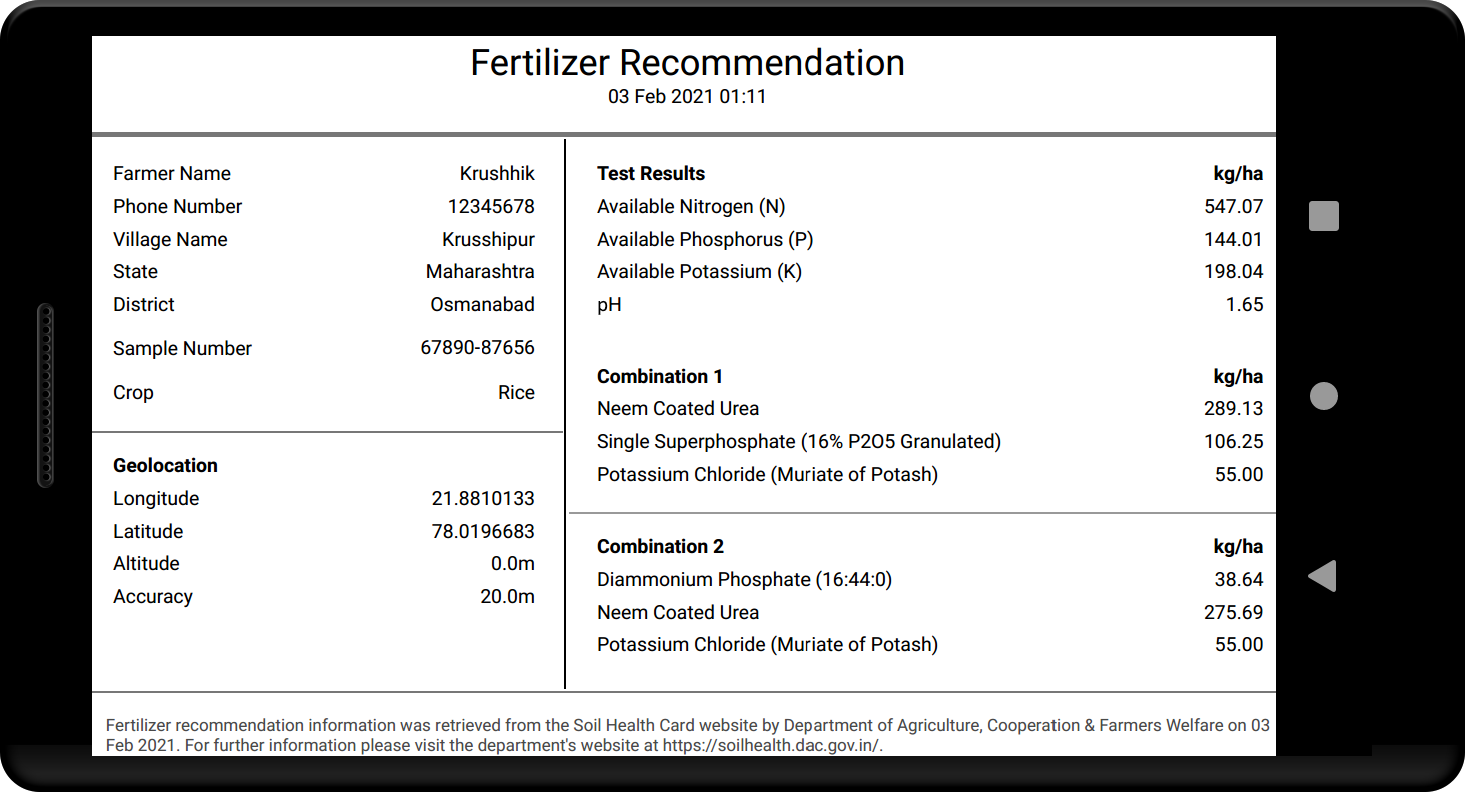 Fertilizer Recommendation
03 Feb 2021 01:11
Farmer Name Krushhik
Phone Number 12345678
Village Name Krusshipur
State Maharashtra
District Osmanabad
Sample Number 67890-87656
Crop Rice
Geolocation
Longitude 21.8810133
Latitude 78.0196683
Altitude 0.0m
Accuracy 20.0m
Test Results kg/ha
Available Nitrogen (N) 547.07
Available Phosphorus (P) 144.01
Available Potassium (K) 198.04
pH 1.65
Combination 1 kg/ha
Neem Coated Urea 289.13
Single Superphosphate (16% P2O5 Granulated) 106.25
Potassium Chloride (Muriate of Potash) 55.00
Combination 2 kg/ha
Diammonium Phosphate (16:44:0) 38.64
Neem Coated Urea 275.69
Potassium Chloride (Muriate of Potash) 55.00
Fertilizer recommendation information was retrieved from the Soil Health Card website by Department of Agriculture, Cooperation & Farmers Welfare on 03
Feb 2021. For further information please visit the department's website at https://soilhealth.dac.gov.in/.